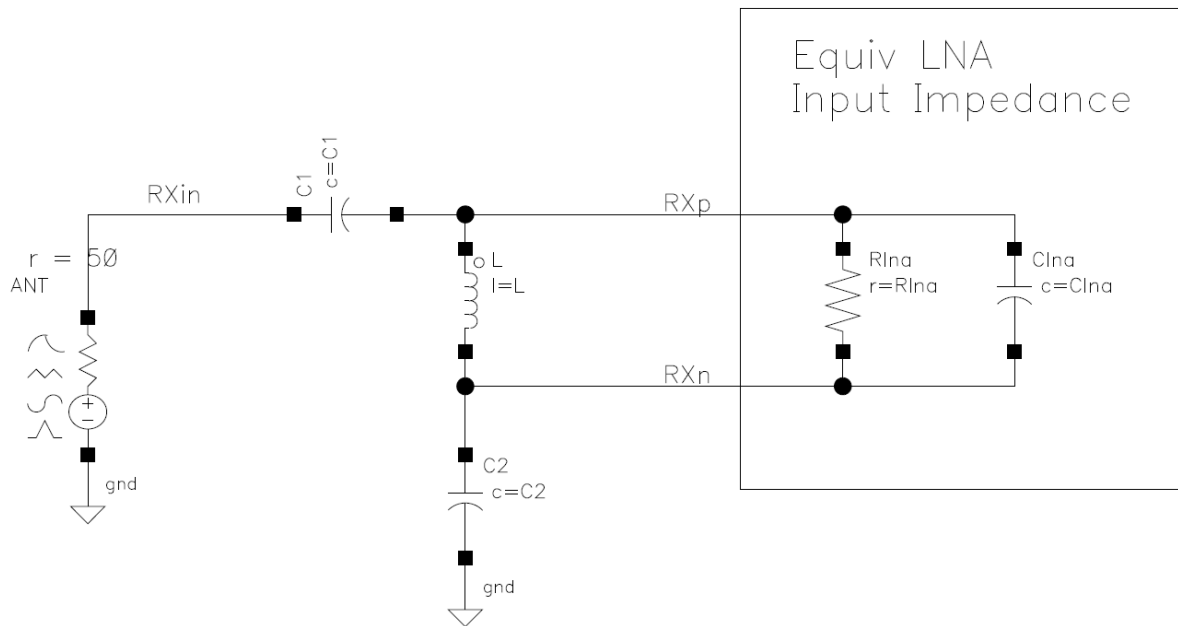 Equiv LNA
Input Impedance
RXin
C1
c=C1
RXp
r = 50
ANT
L
l=L
Rlna
r=Rlna
Clna
c=Clna
RXn
+
−
gnd
C2
c=C2
gnd